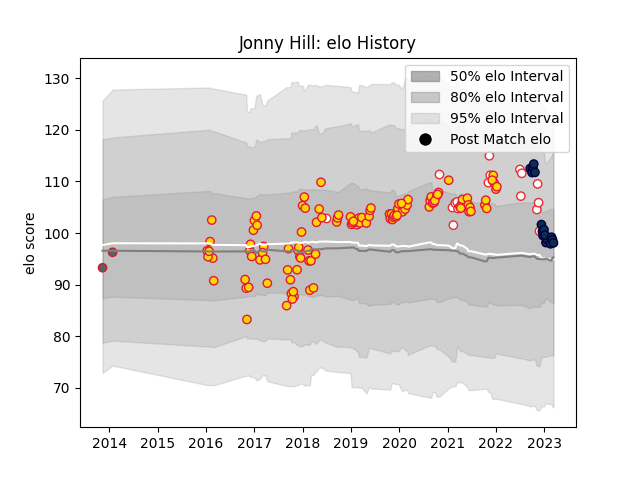 Jonny Hill: elo History
50% elo Interval
80% elo Interval
95% elo Interval
Post Match elo
elo score
130
120
110
100
90
80
70
2014 2015 2016 2017 2018 2019 2020 2021 2022 2023